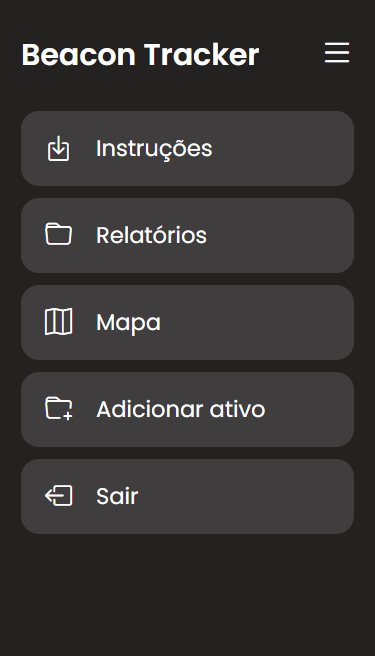 Beacon Tracker
Instruções
Relatórios
Mapa
Adicionar ativo
Sair